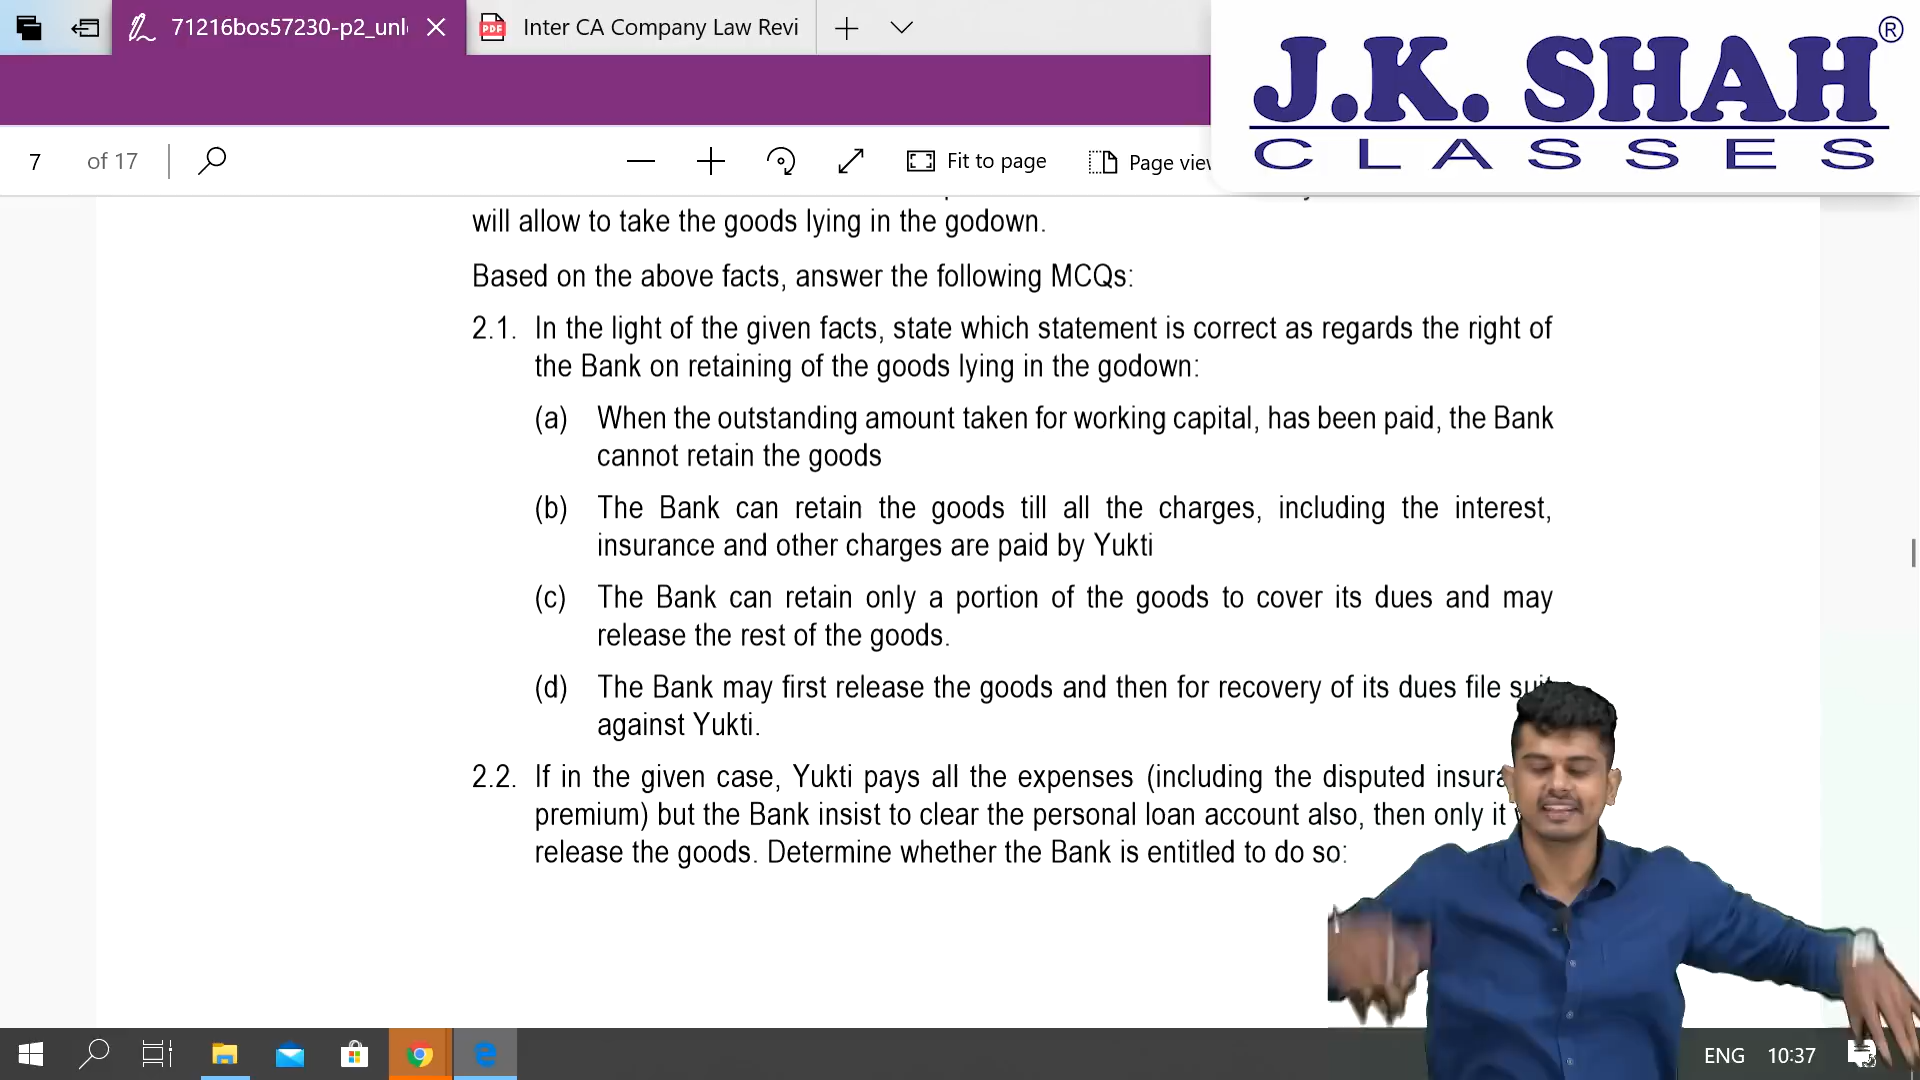 71216bos57230-p2_unl
Inter CA Company Law Revi
J.K. SHAH®
CLASSES
7 of 17
Fit to page
Page view
will allow to take the goods lying in the godown.
Based on the above facts, answer the following MCQs:
2.1. In the light of the given facts, state which statement is correct as regards the right of
the Bank on retaining of the goods lying in the godown:
(a) When the outstanding amount taken for working capital, has been paid, the Bank
cannot retain the goods
(b) The Bank can retain the goods till all the charges, including the interest,
insurance and other charges are paid by Yukti
(c) The Bank can retain only a portion of the goods to cover its dues and may
release the rest of the goods.
(d) The Bank may first release the goods and then for recovery of its dues file suit
against Yukti.
2.2. If in the given case, Yukti pays all the expenses (including the disputed insura
premium) but the Bank insist to clear the personal loan account also, then only it
release the goods. Determine whether the Bank is entitled to do so:
ENG 10:37